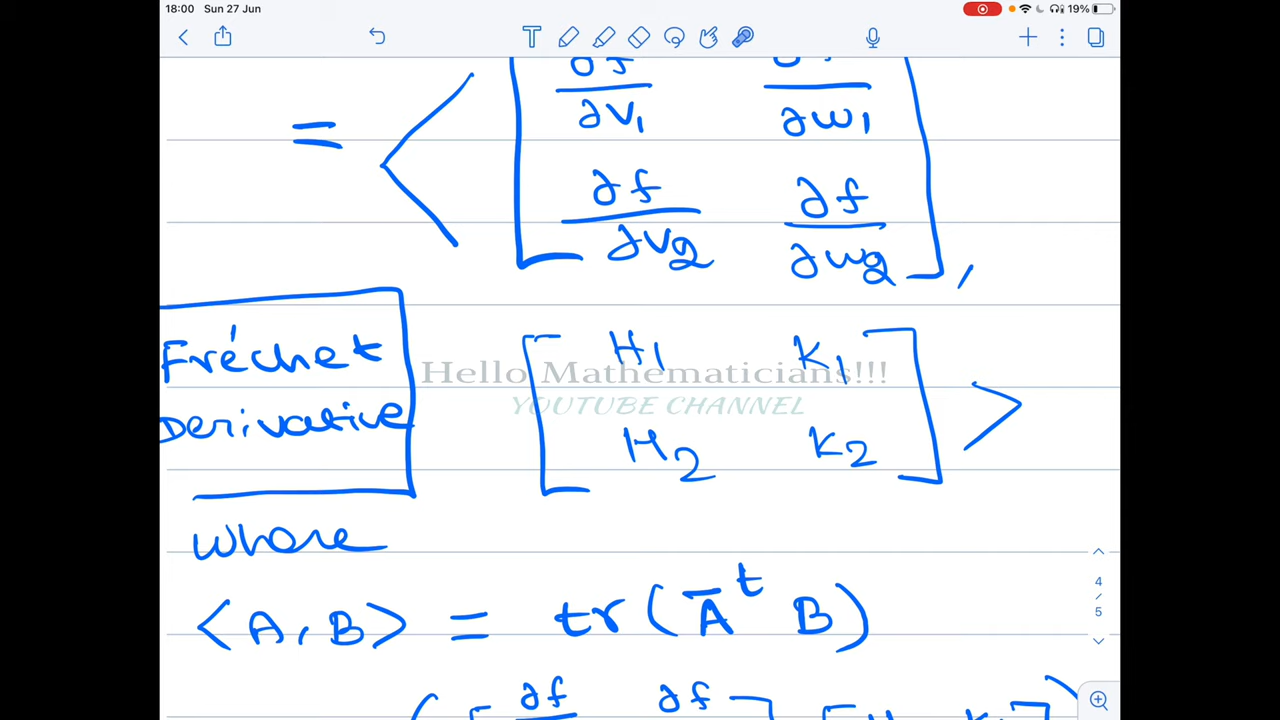 18:00 Sun 27 Jun 19%
= < [ ∂f/∂v1 ∂f/∂w1
∂f/∂v2 ∂f/∂w2 ] ,
Fréchet
Derivative
[ H1 K1
H2 K2 ] >
Hello Mathematicians!!!
YOUTUBE CHANNEL
where
<A, B> = tr(A̅ᵗ B)
4
/
5
∂f ∂f